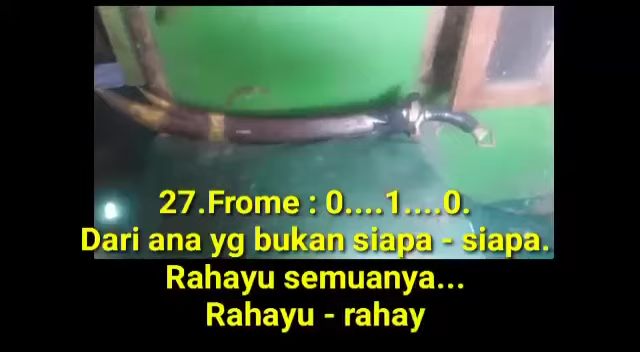 27.Frome : 0....1....0.
Dari ana yg bukan siapa - siapa.
Rahayu semuanya...
Rahayu - rahay